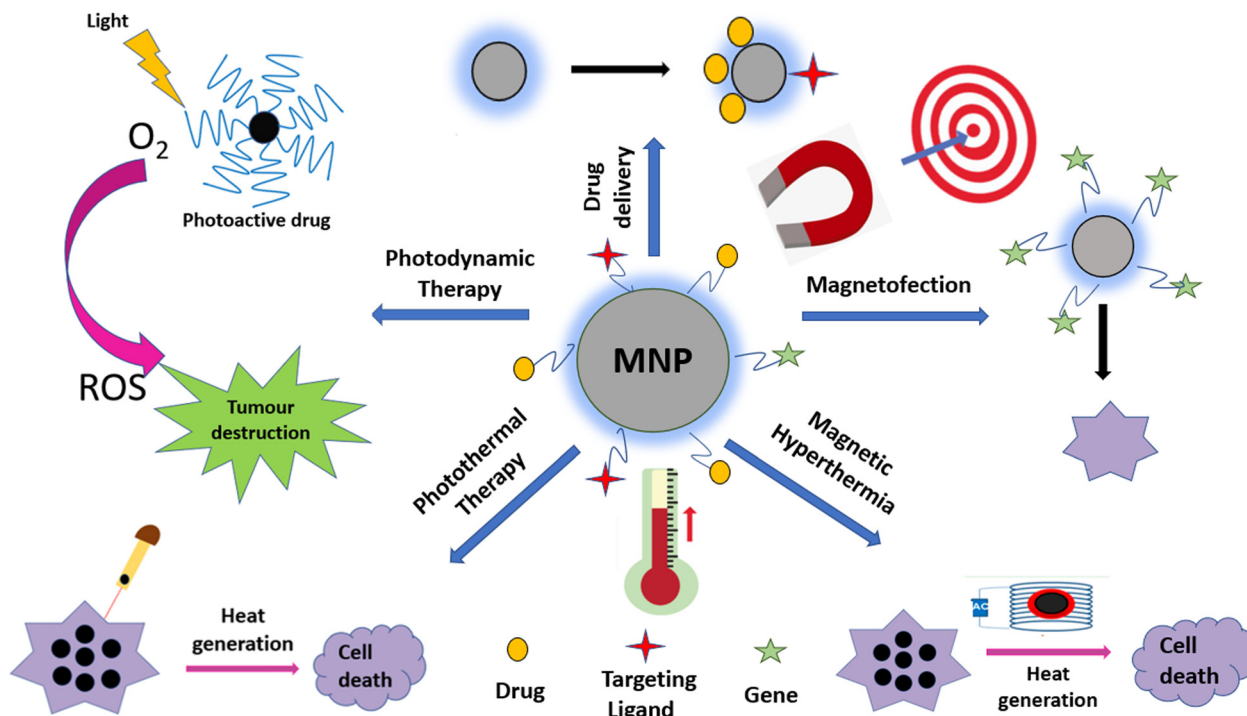 Light
O2
Photoactive drug
ROS
Tumour
destruction
Drug
delivery
Photodynamic
Therapy
Magnetofection
MNP
Photothermal
Therapy
Magnetic
Hyperthermia
Heat
generation
Cell
death
Drug
Targeting
Ligand
Gene
AC
Heat
generation
Cell
death